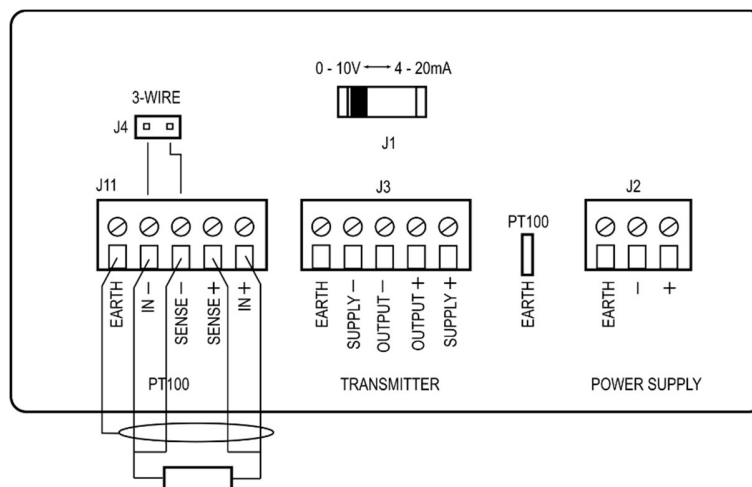 0 - 10V ⟷ 4 - 20mA
J1
3-WIRE
J4
J11
EARTH
IN −
SENSE −
SENSE +
IN +
PT100
J3
EARTH
SUPPLY −
OUTPUT −
OUTPUT +
SUPPLY +
TRANSMITTER
PT100
EARTH
J2
EARTH
−
+
POWER SUPPLY